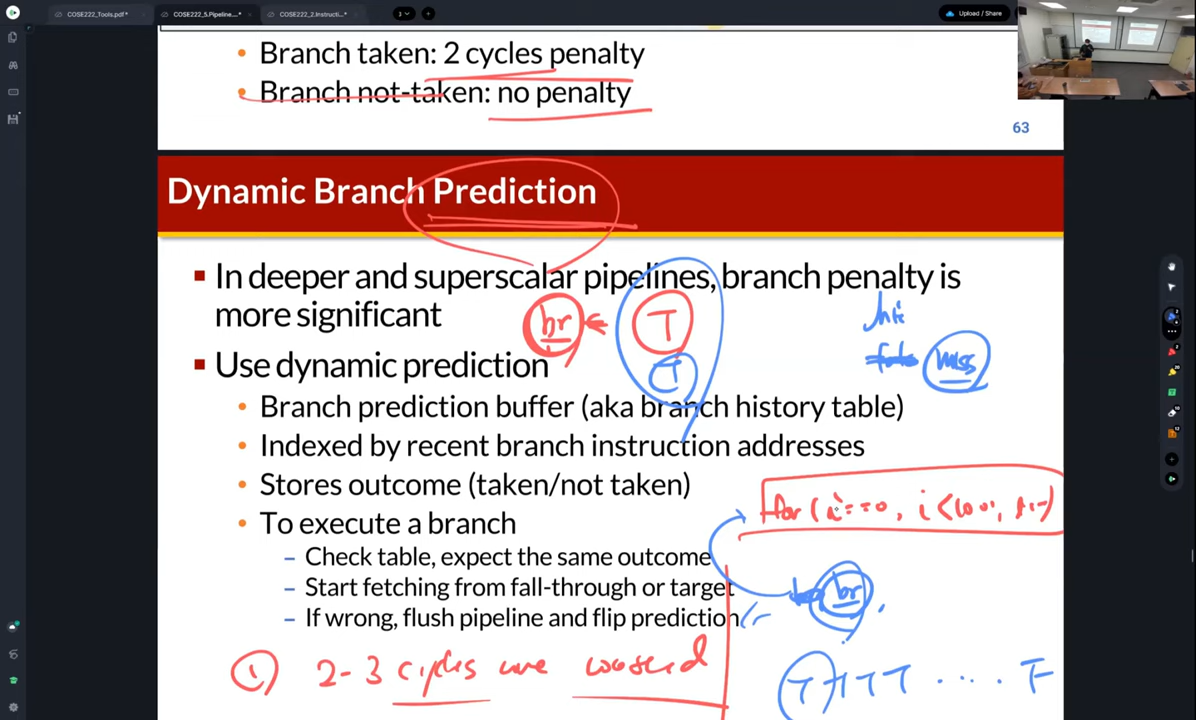 COSE222_Tools.pdf*
COSE222_5.Pipeline....*
COSE222_2.Instructi...*
1
Upload / Share
Branch taken: 2 cycles penalty
Branch not-taken: no penalty
63
Dynamic Branch Prediction
In deeper and superscalar pipelines, branch penalty is
more significant
br
T
T
miss
Use dynamic prediction
Branch prediction buffer (aka branch history table)
Indexed by recent branch instruction addresses
Stores outcome (taken/not taken)
To execute a branch
– Check table, expect the same outcome
– Start fetching from fall-through or target
– If wrong, flush pipeline and flip prediction
br
① 2-3 cycles are wasted
T T T T .... F